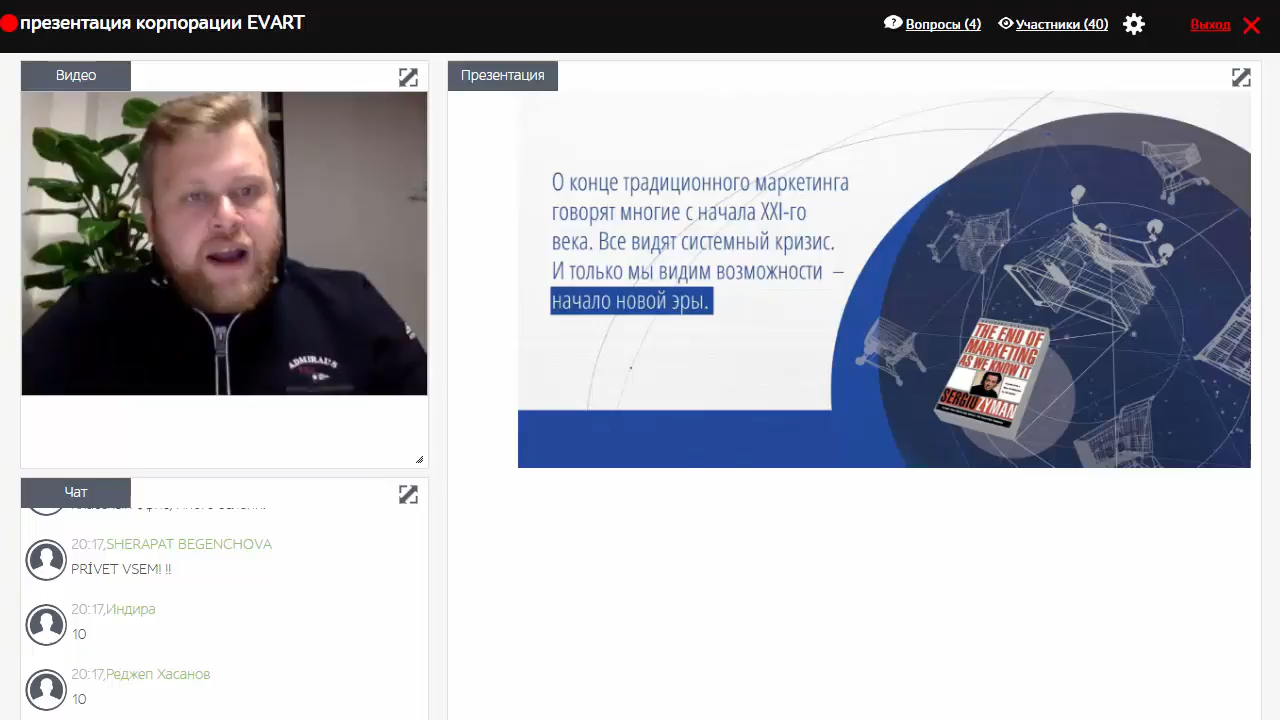 презентация корпорации EVART
Вопросы (4)
Участники (40)
Выход
Видео
Презентация
ADMIRAL'S
О конце традиционного маркетинга
говорят многие с начала XXI-го
века. Все видят системный кризис.
И только мы видим возможности –
начало новой эры.
THE END OF
MARKETING
AS WE KNOW IT
SERGIO ZYMAN
Чат
20:17,SHERAPAT BEGENCHOVA
PRİVET VSEM! !!
20:17,Индира
10
20:17,Реджеп Хасанов
10